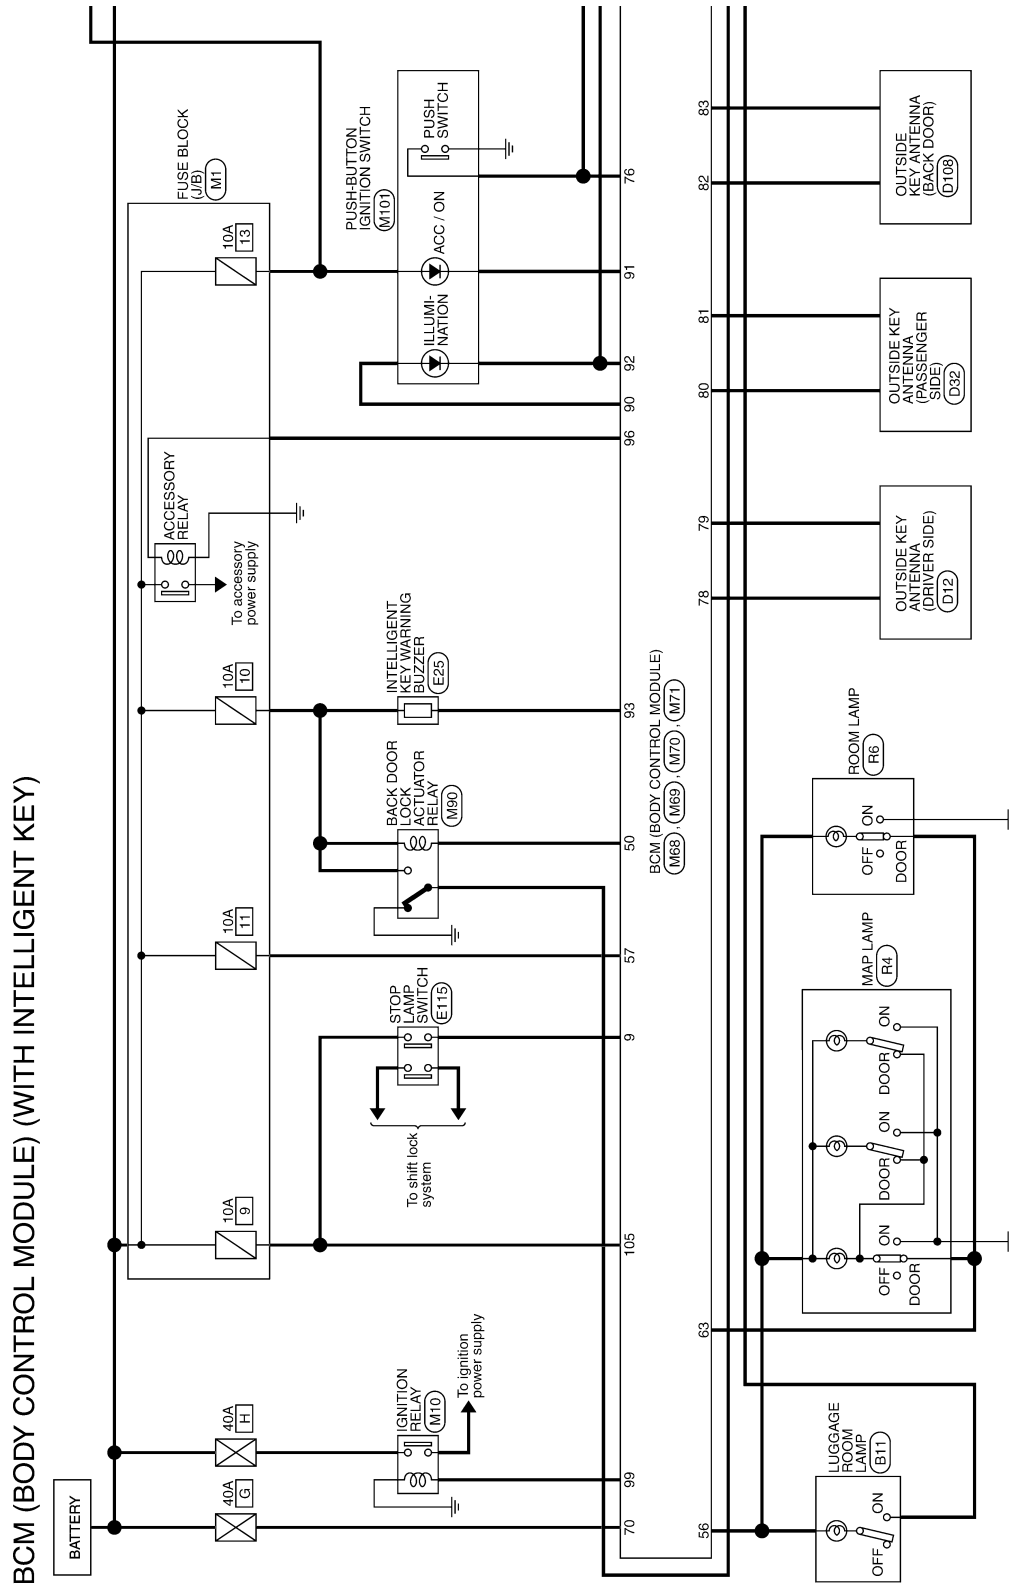 BCM (BODY CONTROL MODULE) (WITH INTELLIGENT KEY)
BATTERY
40A
G
40A
H
10A
9
10A
11
10A
10
10A
13
FUSE BLOCK
(J/B)
M1
ACCESSORY
RELAY
To accessory
power supply
IGNITION
RELAY
M10
To ignition
power supply
To shift lock
system
STOP
LAMP
SWITCH
E115
BACK DOOR
LOCK
ACTUATOR
RELAY
M90
INTELLIGENT
KEY WARNING
BUZZER
E25
PUSH-BUTTON
IGNITION SWITCH
M101
ILLUMI-
NATION
ACC / ON
PUSH
SWITCH
70
99
105
9
57
50
93
96
90
92
91
76
BCM (BODY CONTROL MODULE)
M68 , M69 , M70 , M71
56
63
78
79
80
81
82
83
LUGGAGE
ROOM
LAMP
B11
OFF
ON
MAP LAMP
R4
OFF
ON
DOOR
DOOR
ON
DOOR
ON
ROOM LAMP
R6
OFF
ON
DOOR
OUTSIDE KEY
ANTENNA
(DRIVER SIDE)
D12
OUTSIDE KEY
ANTENNA
(PASSENGER
SIDE)
D32
OUTSIDE
KEY ANTENNA
(BACK DOOR)
D108